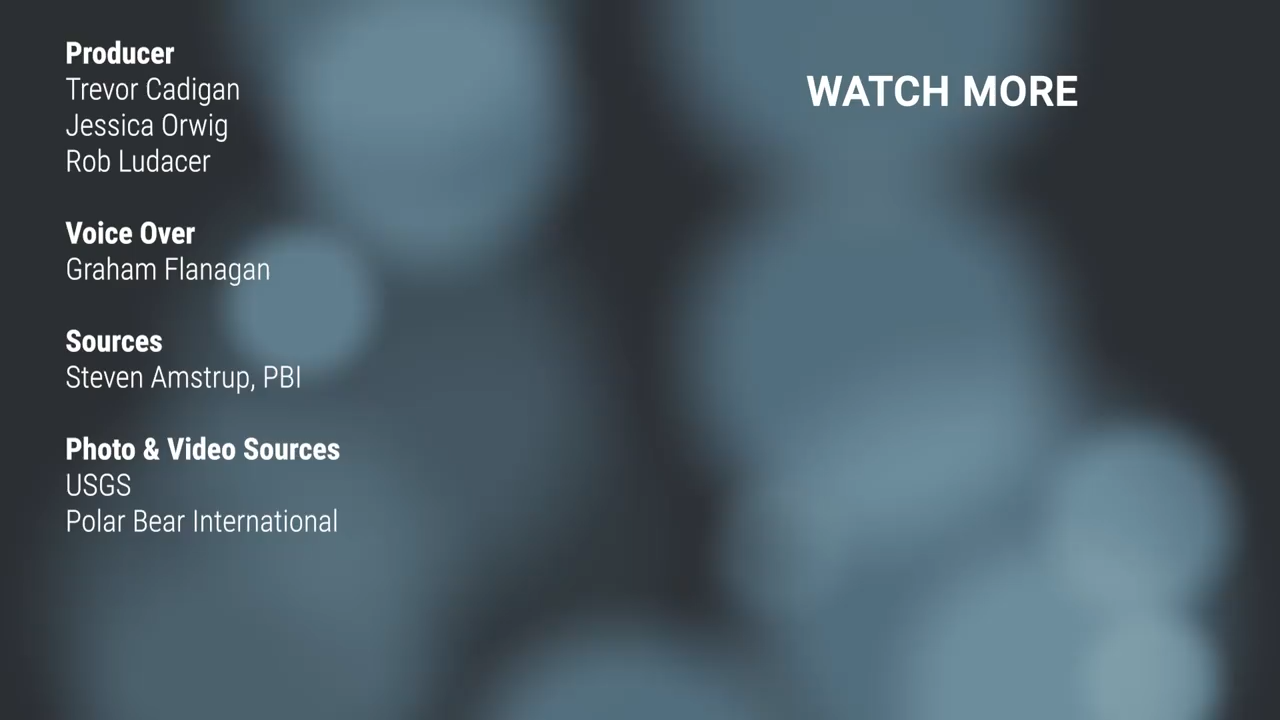 Producer
Trevor Cadigan
Jessica Orwig
Rob Ludacer
Voice Over
Graham Flanagan
Sources
Steven Amstrup, PBI
Photo & Video Sources
USGS
Polar Bear International
WATCH MORE